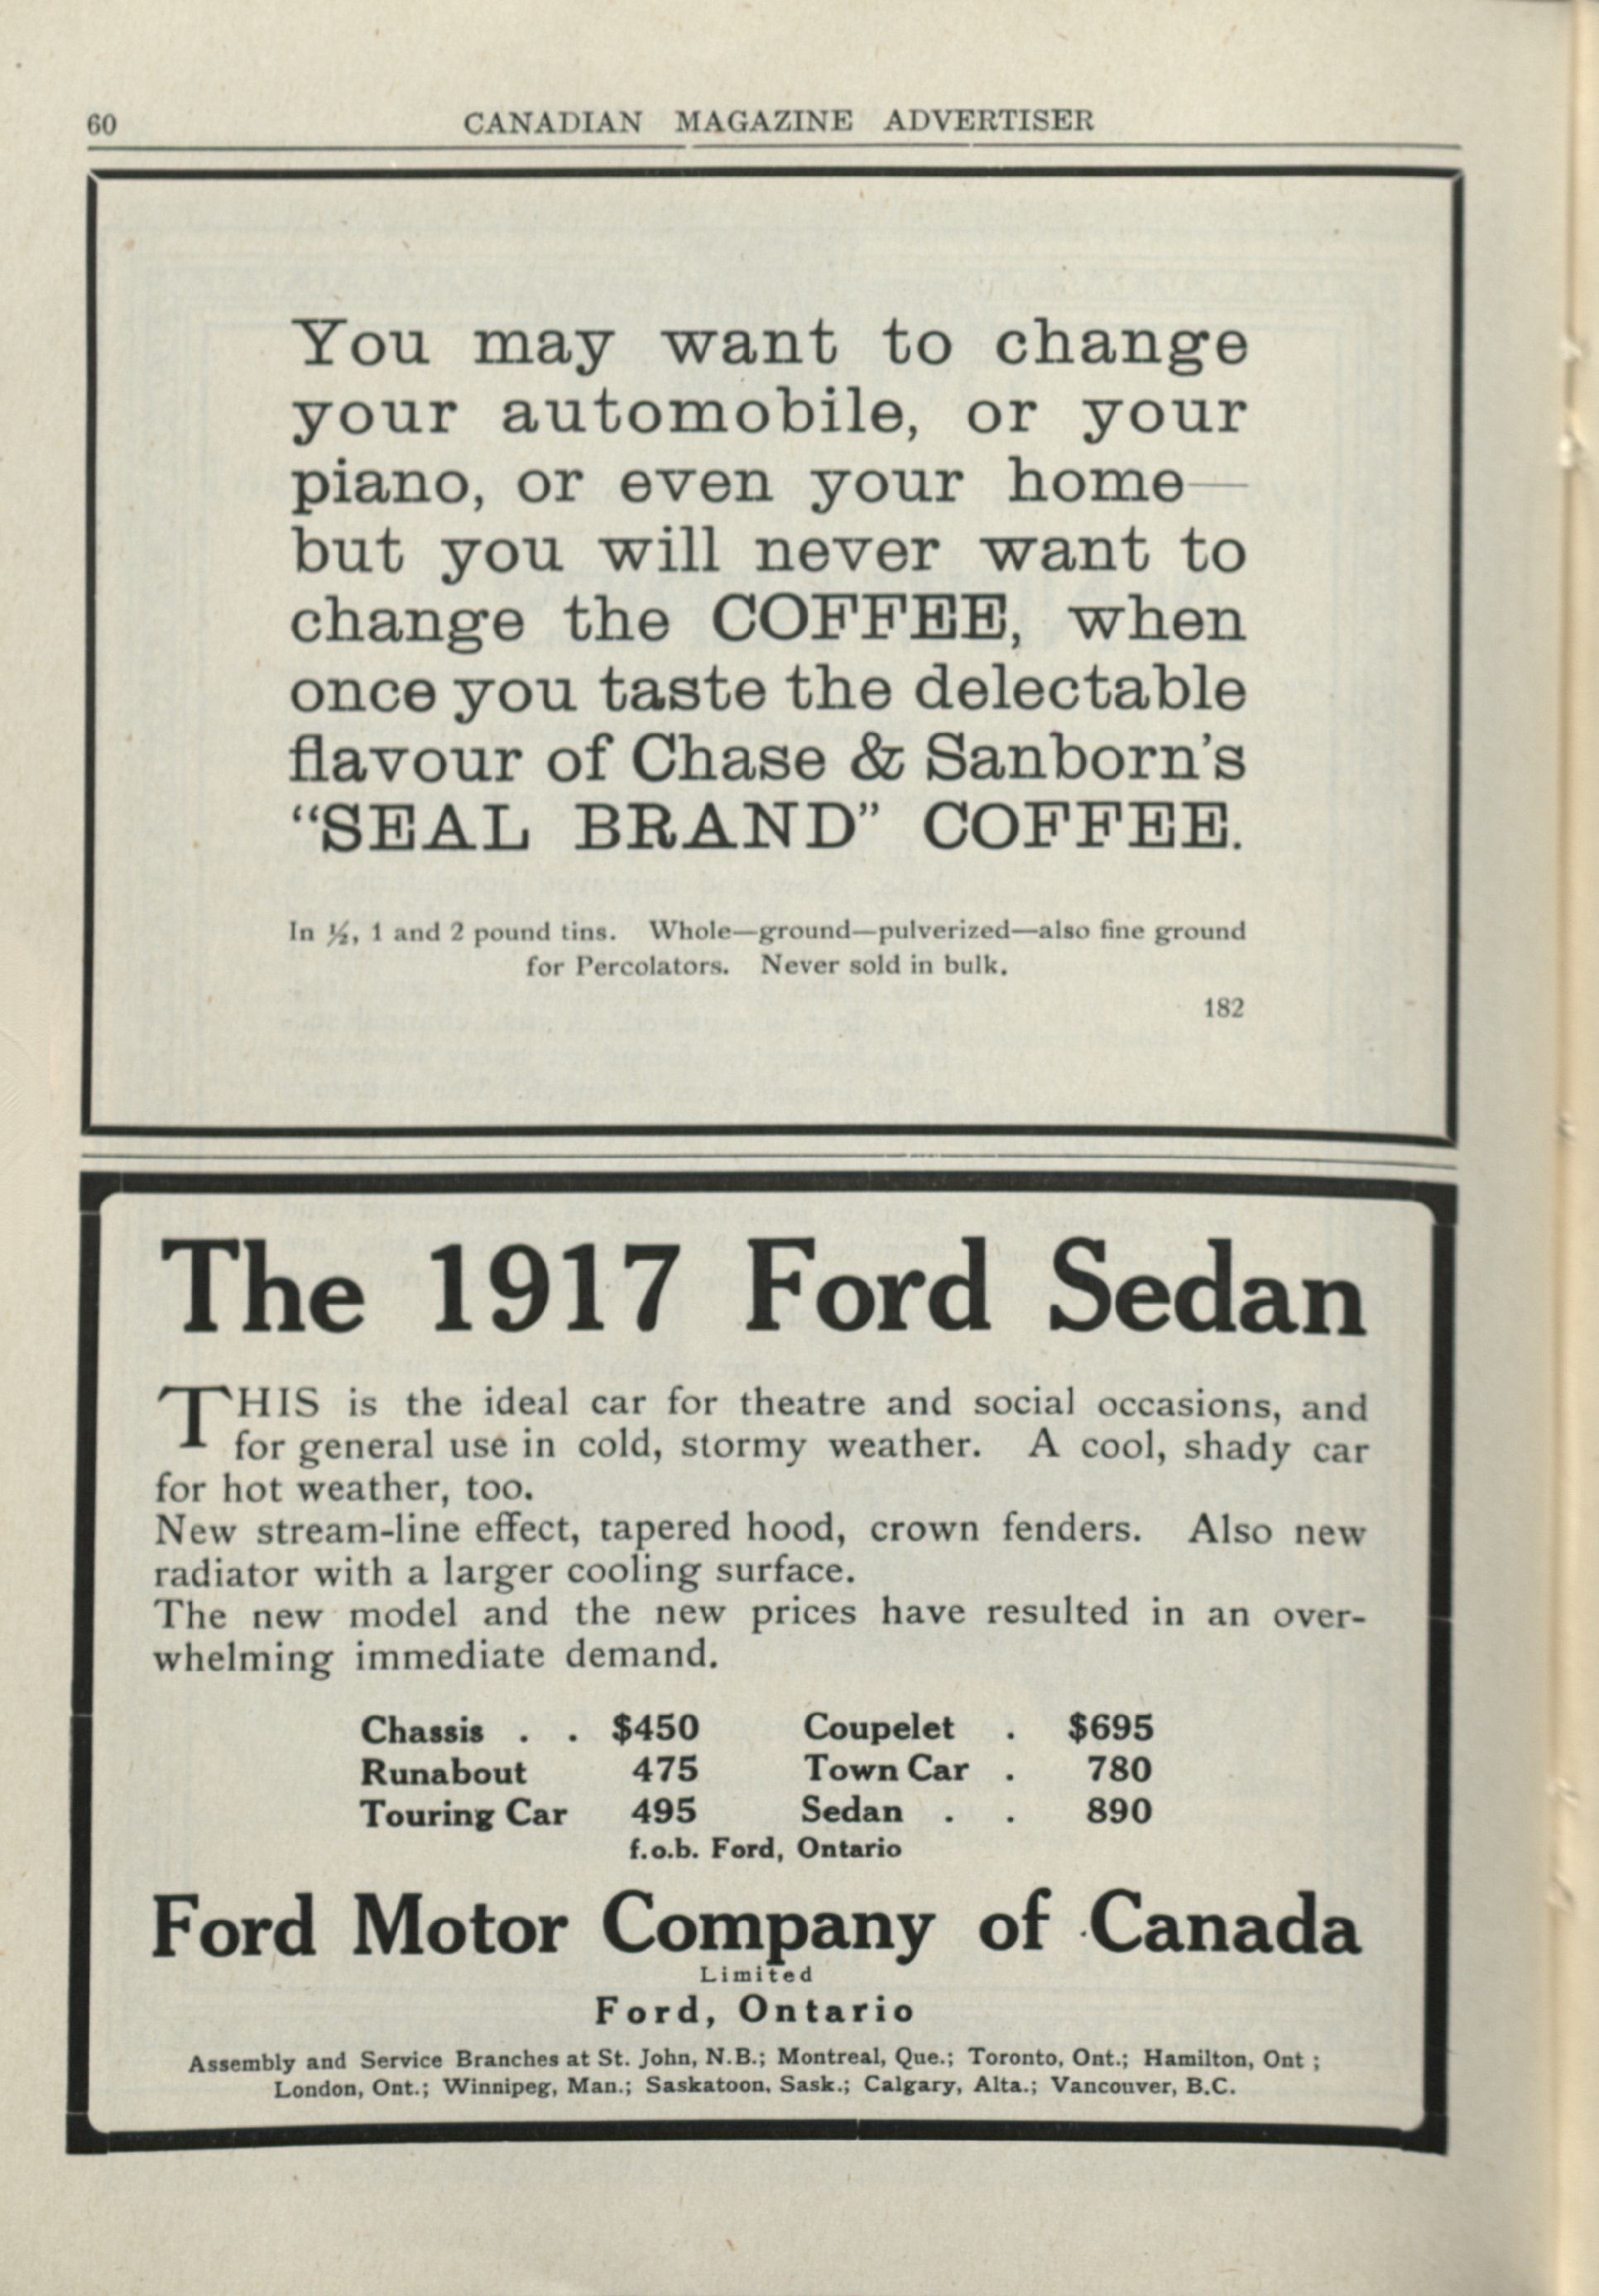 60
CANADIAN MAGAZINE ADVERTISER
You may want to change
your automobile, or your
piano, or even your home—
but you will never want to
change the COFFEE, when
once you taste the delectable
flavour of Chase & Sanborn's
"SEAL BRAND" COFFEE.
In ½, 1 and 2 pound tins. Whole—ground—pulverized—also fine ground
for Percolators. Never sold in bulk.
182
The 1917 Ford Sedan
THIS is the ideal car for theatre and social occasions, and
for general use in cold, stormy weather. A cool, shady car
for hot weather, too.
New stream-line effect, tapered hood, crown fenders. Also new
radiator with a larger cooling surface.
The new model and the new prices have resulted in an over-
whelming immediate demand.
Chassis . . $450 Coupelet . $695
Runabout 475 Town Car . 780
Touring Car 495 Sedan . . 890
f.o.b. Ford, Ontario
Ford Motor Company of Canada
Limited
Ford, Ontario
Assembly and Service Branches at St. John, N.B.; Montreal, Que.; Toronto, Ont.; Hamilton, Ont ;
London, Ont.; Winnipeg, Man.; Saskatoon, Sask.; Calgary, Alta.; Vancouver, B.C.